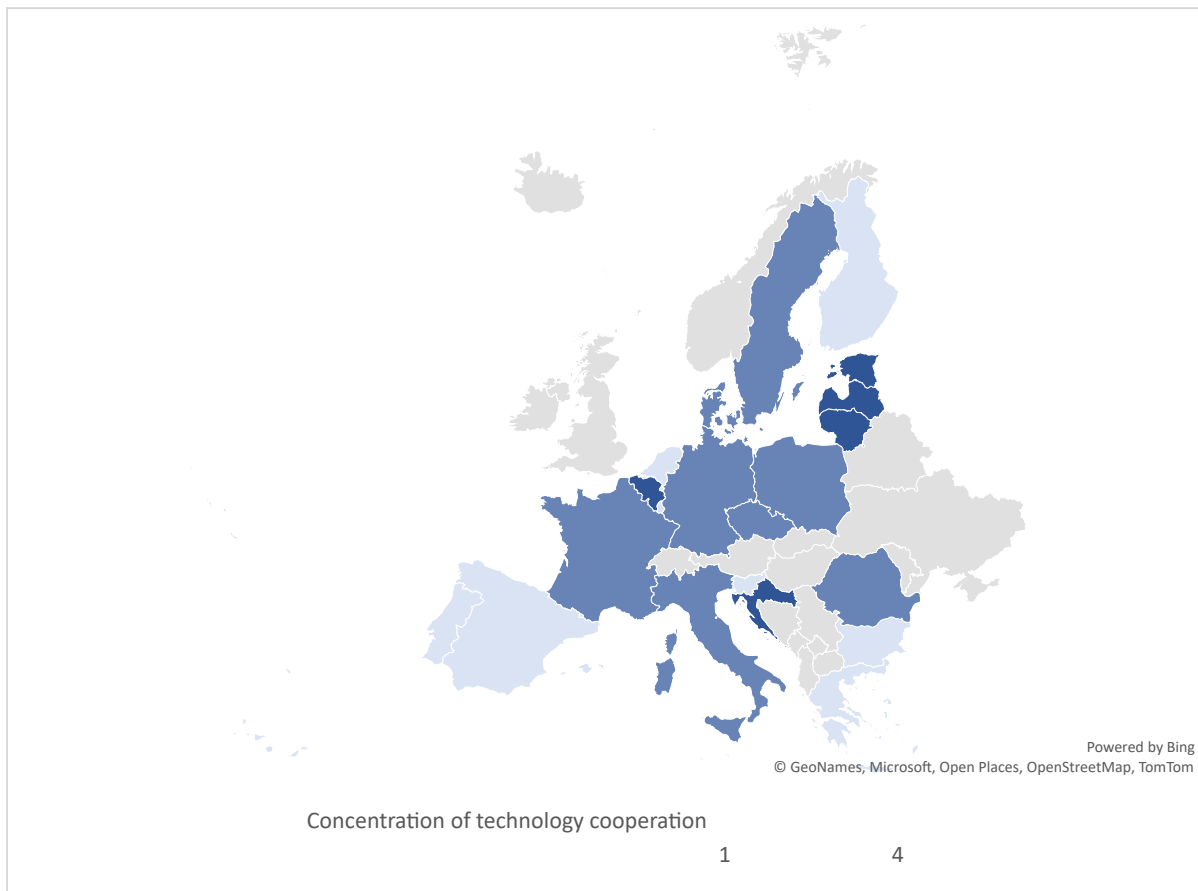 Powered by Bing
© GeoNames, Microsoft, Open Places, OpenStreetMap, TomTom
Concentration of technology cooperation
1 4